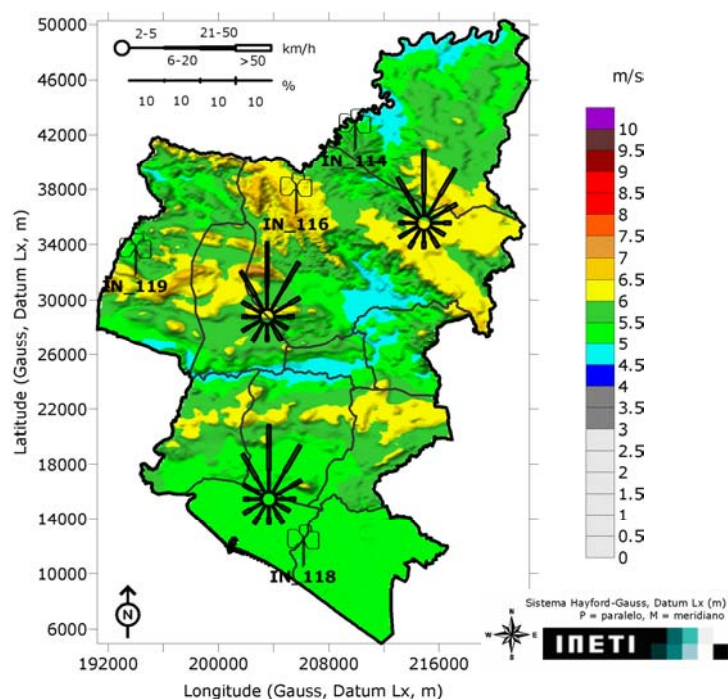 50000
46000
42000
38000
34000
30000
26000
22000
18000
14000
10000
6000
Latitude (Gauss, Datum Lx, m)
2-5 21-50
6-20 >50
km/h
%
10 10 10 10
IN_114
IN_116
IN_119
IN_118
N
192000 200000 208000 216000
Longitude (Gauss, Datum Lx, m)
m/s
10
9.5
9
8.5
8
7.5
7
6.5
6
5.5
5
4.5
4
3.5
3
2.5
2
1.5
1
0.5
0
Sistema Hayford-Gauss, Datum Lx (m)
P = paralelo, M = meridiano
N
W E
S
INETI